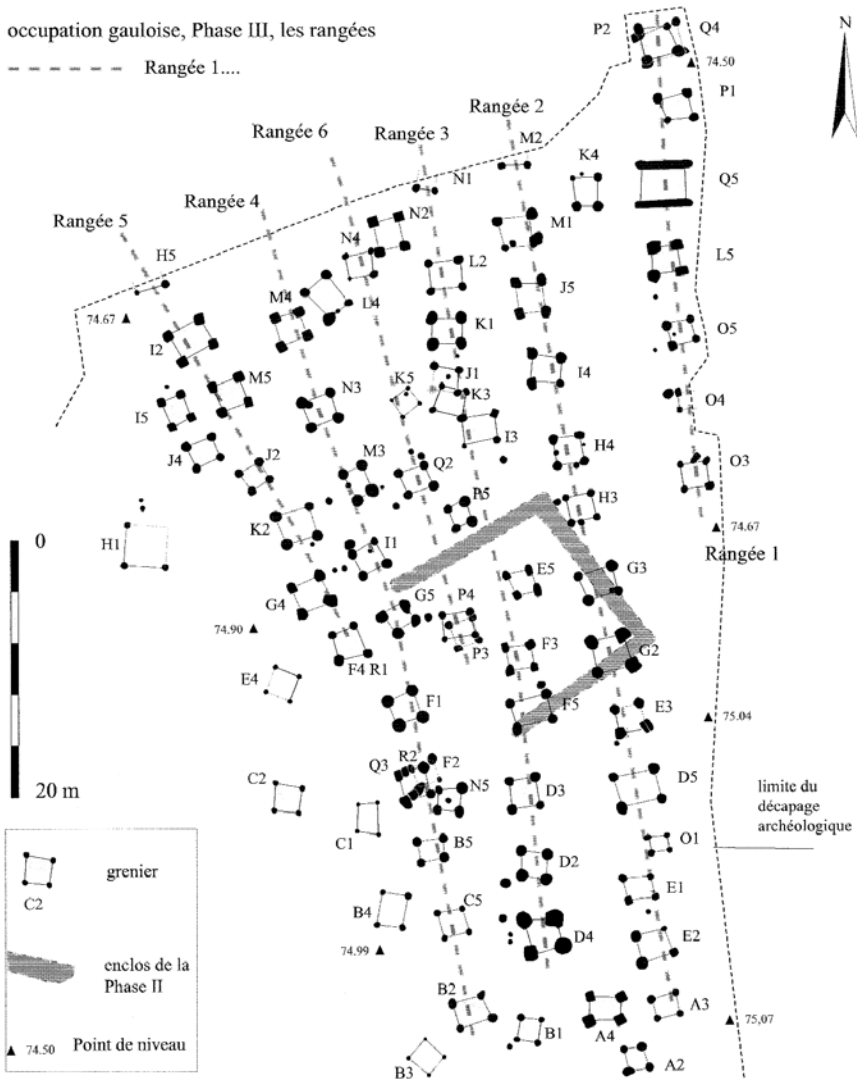 occupation gauloise, Phase III, les rangées
Rangée 1....
P2
Q4
N
74.50
P1
Rangée 2
Rangée 3
Rangée 6
M2
K4
Q5
N1
Rangée 4
N2
M1
Rangée 5
N4
L5
H5
L2
J5
M4
L4
74.67
K1
O5
I2
J1
I4
M5
K5
O4
I5
N3
K3
I3
J4
H4
O3
J2
M3
Q2
H3
P5
K2
74.67
0
H1
I1
Rangée 1
E5
G3
G4
G5
P4
74.90
F3
G2
P3
F4
R1
E4
F1
F5
E3
75.04
Q3
R2
F2
C2
D3
D5
20 m
N5
limite du
décapage
archéologique
C1
B5
O1
grenier
D2
E1
C2
B4
C5
D4
E2
74.99
enclos de la
Phase II
B2
A3
74.50
Point de niveau
B1
A4
75,07
B3
A2